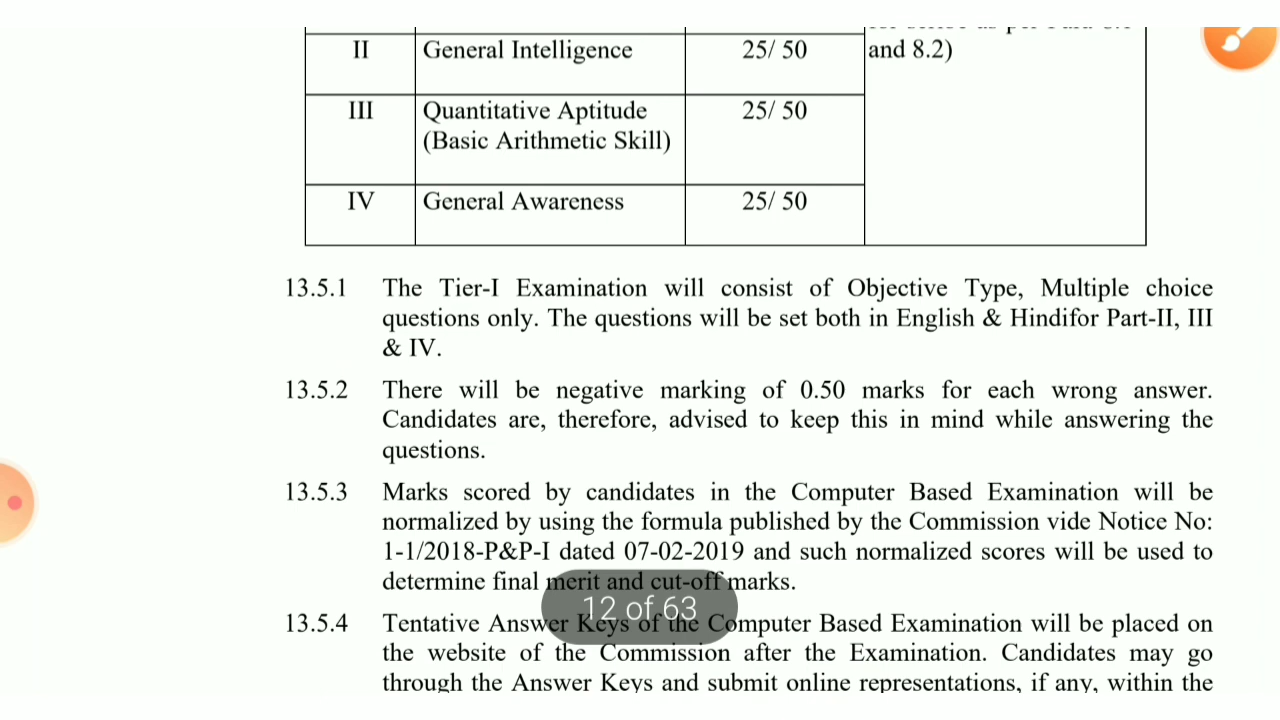 II General Intelligence 25/ 50 and 8.2)
III Quantitative Aptitude 25/ 50
(Basic Arithmetic Skill)
IV General Awareness 25/ 50
13.5.1 The Tier-I Examination will consist of Objective Type, Multiple choice
questions only. The questions will be set both in English & Hindifor Part-II, III
& IV.
13.5.2 There will be negative marking of 0.50 marks for each wrong answer.
Candidates are, therefore, advised to keep this in mind while answering the
questions.
13.5.3 Marks scored by candidates in the Computer Based Examination will be
normalized by using the formula published by the Commission vide Notice No:
1-1/2018-P&P-I dated 07-02-2019 and such normalized scores will be used to
determine final merit and cut-off marks.
12 of 63
13.5.4 Tentative Answer Keys of the Computer Based Examination will be placed on
the website of the Commission after the Examination. Candidates may go
through the Answer Keys and submit online representations, if any, within the